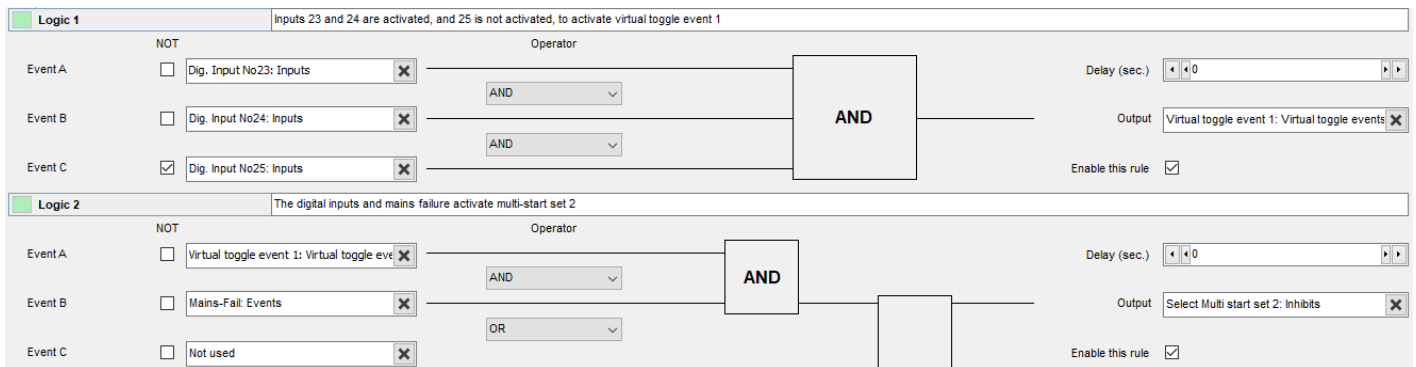 Logic 1
Inputs 23 and 24 are activated, and 25 is not activated, to activate virtual toggle event 1
NOT
Operator
Event A
Dig. Input No23: Inputs
Delay (sec.)
0
AND
Event B
Dig. Input No24: Inputs
AND
Output
Virtual toggle event 1: Virtual toggle events
AND
Event C
Dig. Input No25: Inputs
Enable this rule
Logic 2
The digital inputs and mains failure activate multi-start set 2
NOT
Operator
Event A
Virtual toggle event 1: Virtual toggle eve
Delay (sec.)
0
AND
AND
Event B
Mains-Fail: Events
Output
Select Multi start set 2: Inhibits
OR
Event C
Not used
Enable this rule